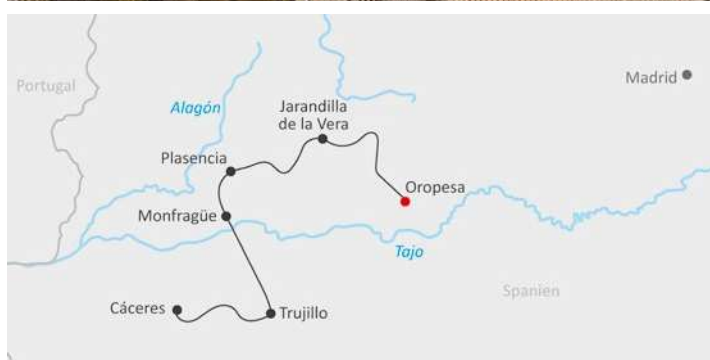 Portugal
Madrid
Alagón
Jarandilla
de la Vera
Plasencia
Oropesa
Monfragüe
Tajo
Spanien
Cáceres
Trujillo